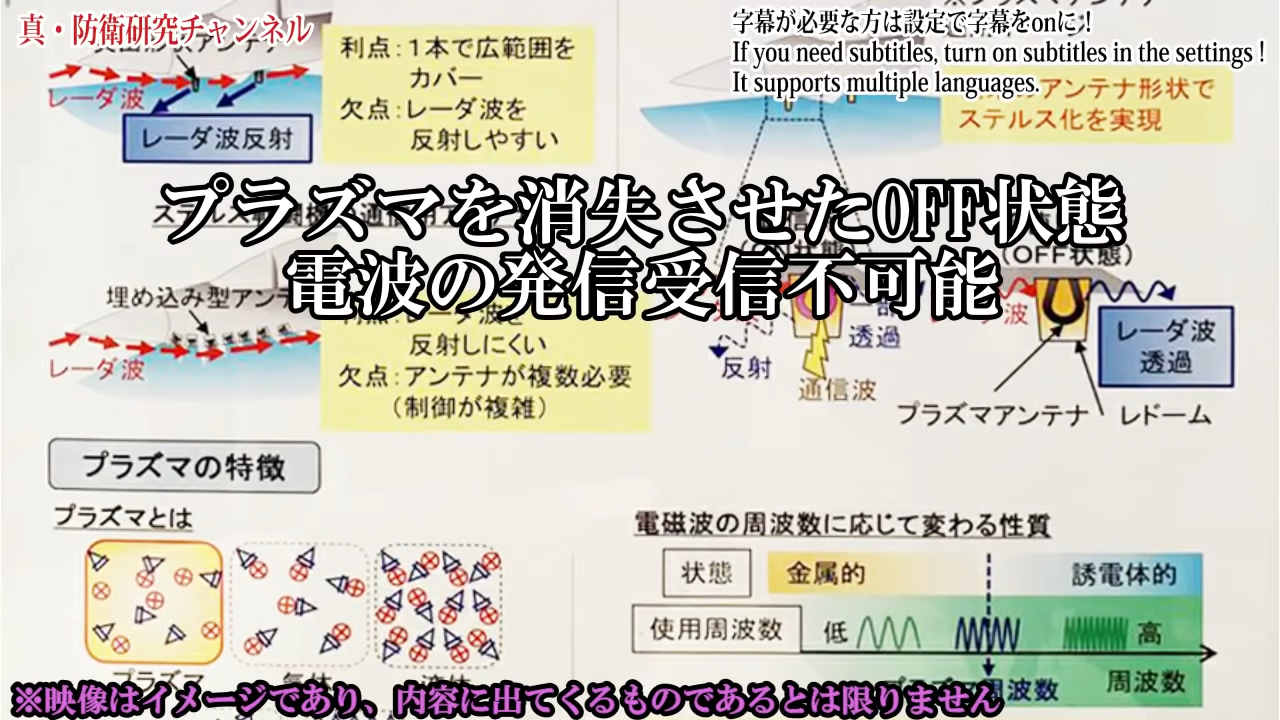 真・防衛研究チャンネル
字幕が必要な方は設定で字幕をonに！
If you need subtitles, turn on subtitles in the settings !
It supports multiple languages.
利点：1本で広範囲を
カバー
欠点：レーダ波を
反射しやすい
レーダ波
レーダ波反射
アンテナ形状で
ステルス化を実現
プラズマを消失させたOFF状態
電波の発信受信不可能
(OFF状態)
埋め込み型アンテ
レーダ波
反射しにくい
欠点：アンテナが複数必要
(制御が複雑)
反射
透過
通信波
レーダ波
透過
プラズマアンテナ
レドーム
プラズマの特徴
プラズマとは
電磁波の周波数に応じて変わる性質
状態
金属的
誘電体的
使用周波数
低
高
周波数
周波数
※映像はイメージであり、内容に出てくるものであるとは限りません